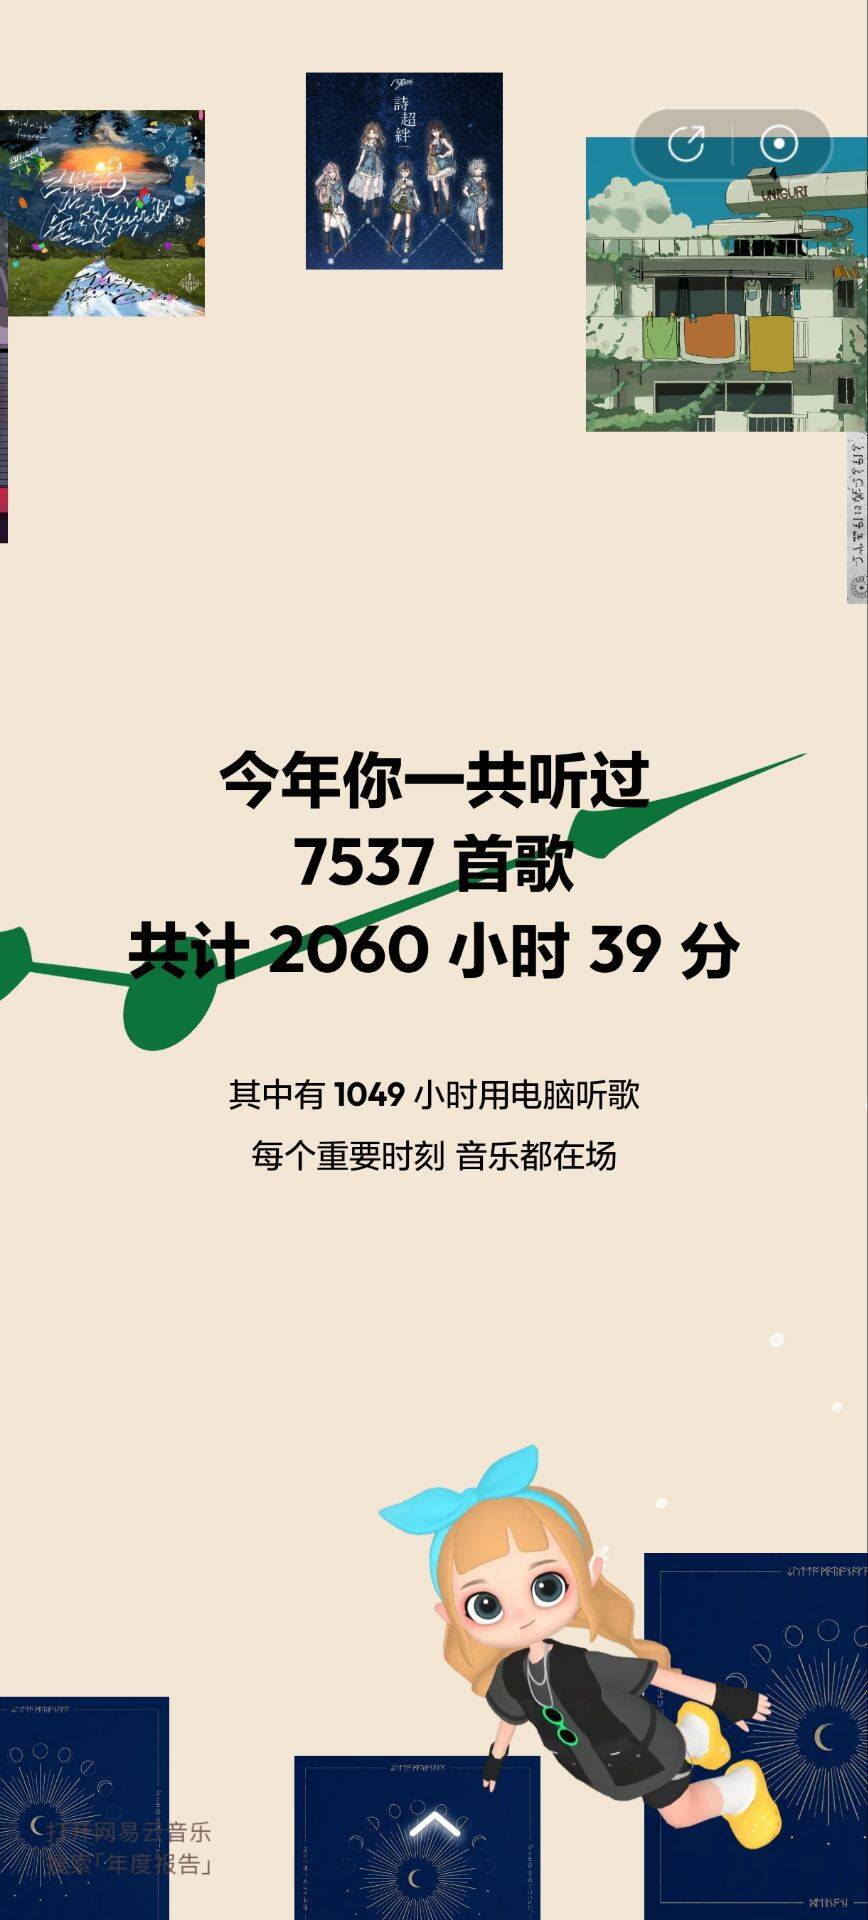 詩
超
絆
UNIGURI
今年你一共听过
7537 首歌
共计 2060 小时 39 分
其中有 1049 小时用电脑听歌
每个重要时刻 音乐都在场
打开网易云音乐
搜索「年度报告」